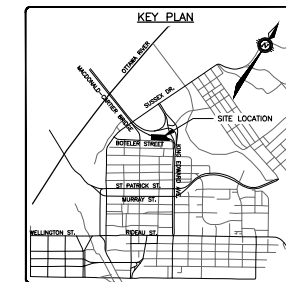 KEY PLAN
OTTAWA RIVER
MACDONALD-CARTIER BRIDGE
SUSSEX DR.
SITE LOCATION
BOTELER STREET
KING EDWARD AVE.
ST PATRICK ST.
MURRAY ST.
WELLINGTON ST.
RIDEAU ST.